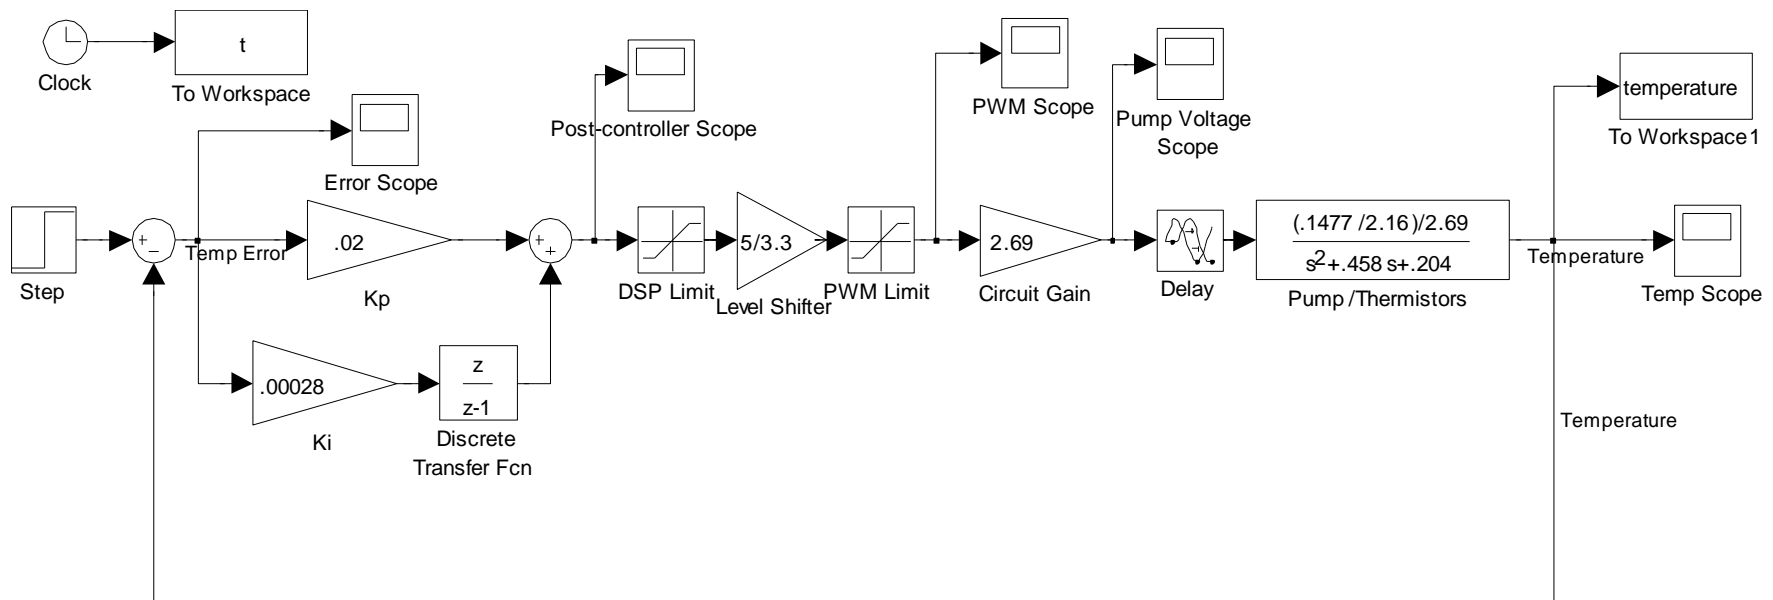 t
Clock
To Workspace
Error Scope
Post-controller Scope
PWM Scope
Pump Voltage
Scope
temperature
To Workspace1
Step
+
−
Temp Error
.02
Kp
+
+
DSP Limit
5/3.3
Level Shifter
PWM Limit
2.69
Circuit Gain
Delay
(.1477 /2.16)/2.69
s2+.458 s+.204
Pump /Thermistors
Temperature
Temp Scope
.00028
Ki
z
z-1
Discrete
Transfer Fcn
Temperature